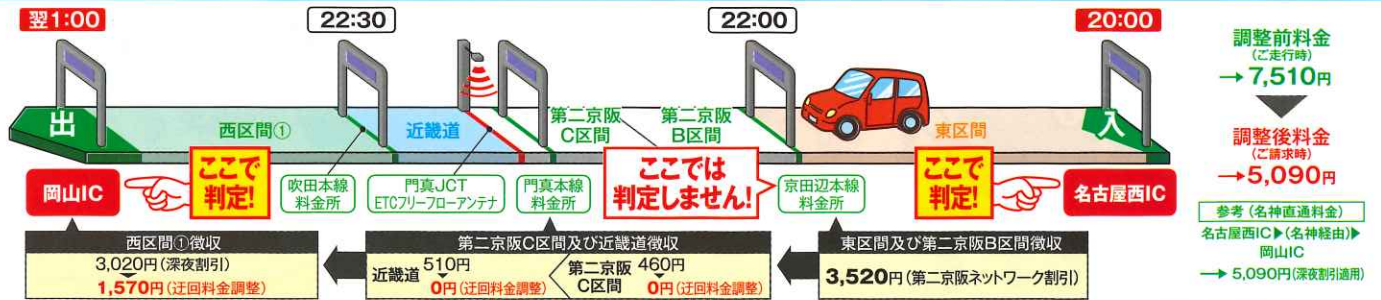 翌1:00
22:30
22:00
20:00
出
西区間①
近畿道
第二京阪
C区間
第二京阪
B区間
東区間
入
岡山IC
ここで
判定!
吹田本線
料金所
門真JCT
ETCフリーフローアンテナ
門真本線
料金所
ここでは
判定しません!
京田辺本線
料金所
ここで
判定!
名古屋西IC
西区間①徴収
3,020円(深夜割引)
1,570円(迂回料金調整)
第二京阪C区間及び近畿道徴収
近畿道
510円
0円(迂回料金調整)
第二京阪
C区間
460円
0円(迂回料金調整)
東区間及び第二京阪B区間徴収
3,520円(第二京阪ネットワーク割引)
調整前料金
(ご走行時)
→7,510円
調整後料金
(ご請求時)
→5,090円
参考(名神直通料金)
名古屋西IC▶(名神経由)▶
岡山IC
→5,090円(深夜割引適用)